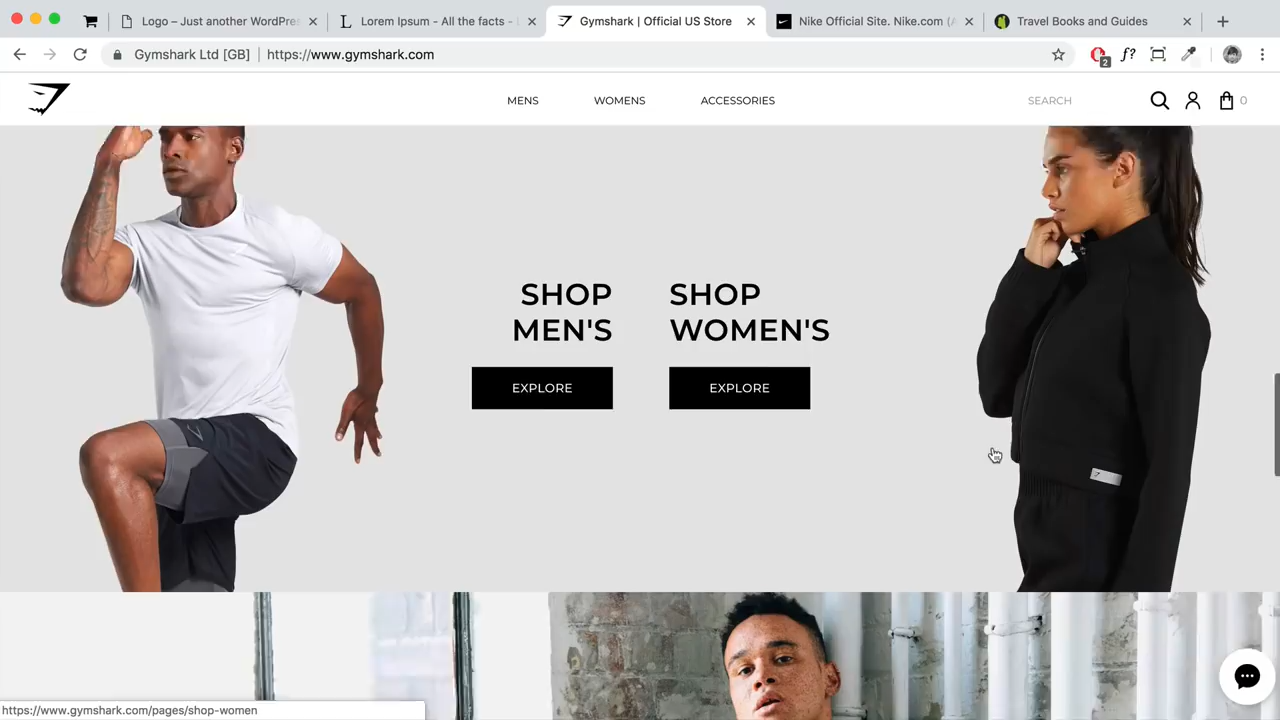 Logo – Just another WordPres
Lorem Ipsum - All the facts -
Gymshark | Official US Store
Nike Official Site. Nike.com (A
Travel Books and Guides
Gymshark Ltd [GB]
https://www.gymshark.com
2
f?
MENS
WOMENS
ACCESSORIES
SEARCH
0
SHOP
MEN'S
EXPLORE
SHOP
WOMEN'S
EXPLORE
https://www.gymshark.com/pages/shop-women